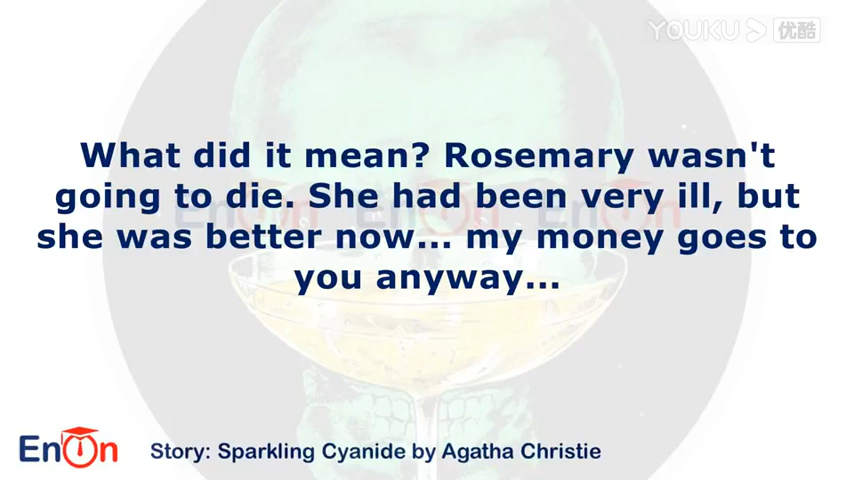 YOUKU 优酷
What did it mean? Rosemary wasn't
going to die. She had been very ill, but
she was better now... my money goes to
you anyway...
EnOn
Story: Sparkling Cyanide by Agatha Christie